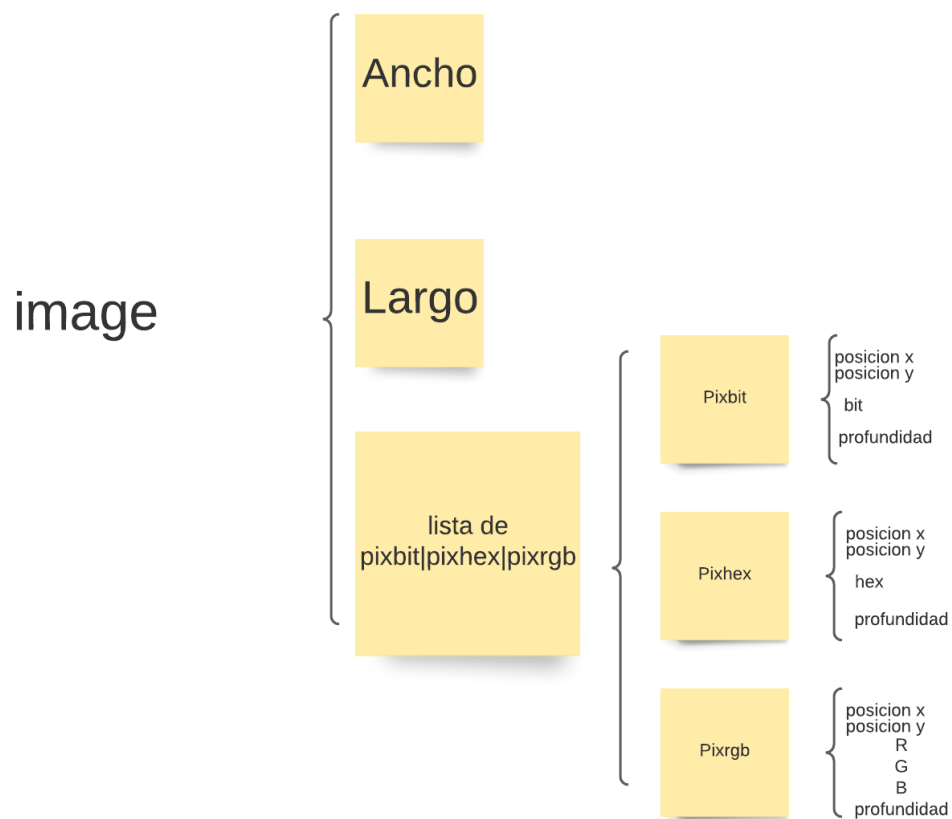 image
Ancho
Largo
lista de
pixbit|pixhex|pixrgb
Pixbit
posicion x
posicion y
bit
profundidad
Pixhex
posicion x
posicion y
hex
profundidad
Pixrgb
posicion x
posicion y
R
G
B
profundidad